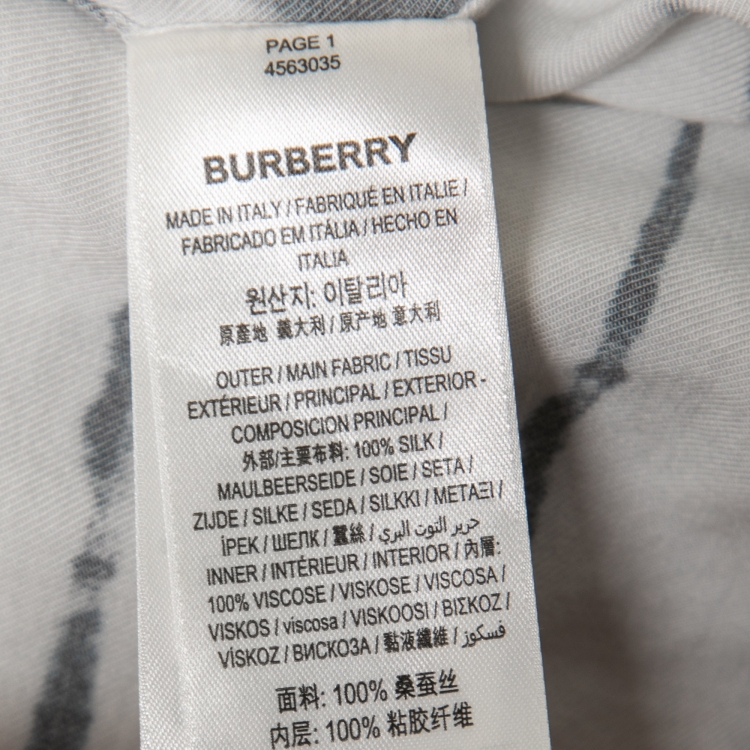 PAGE 1
4563035
BURBERRY
MADE IN ITALY / FABRIQUÉ EN ITALIE /
FABRICADO EM ITÁLIA / HECHO EN
ITALIA
원산지: 이탈리아
原產地 義大利 / 原产地 意大利
OUTER / MAIN FABRIC / TISSU
EXTÉRIEUR / PRINCIPAL / EXTERIOR -
COMPOSICION PRINCIPAL /
外部/主要布料: 100% SILK /
MAULBEERSEIDE / SOIE / SETA /
ZIJDE / SILKE / SEDA / SILKKI / ΜΕΤΑΞΙ /
İPEK / ШЕЛК / 蠶絲 / حرير التوت البري
INNER / INTÉRIEUR / INTERIOR / 內層:
100% VISCOSE / VISKOSE / VISCOSA /
VISKOS / viscosa / VISKOOSI / ΒΙΣΚΟΖ /
VİSKOZ / ВИСКОЗА / 黏液纖維 / فسكوز
面料: 100% 桑蚕丝
内层: 100% 粘胶纤维